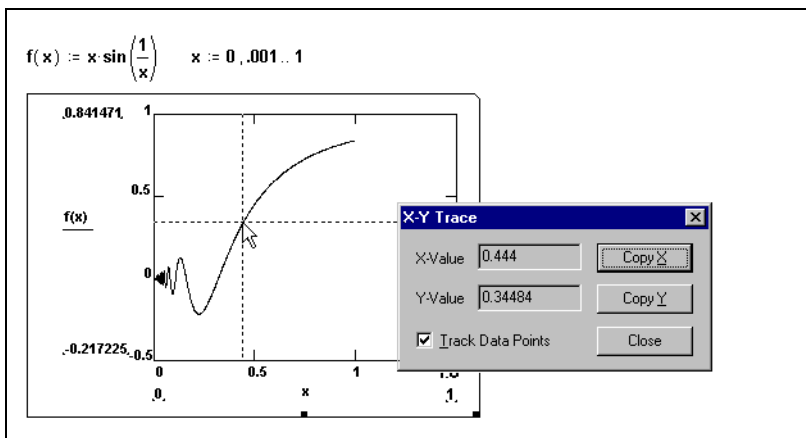 f(x) := x·sin(1/x) x := 0, .001 .. 1
0.841471
1
0.5
f(x)
0
-0.217225
-0.5
0 0.5 1
0 x 1
X-Y Trace
X-Value 0.444 Copy X
Y-Value 0.34484 Copy Y
Track Data Points Close